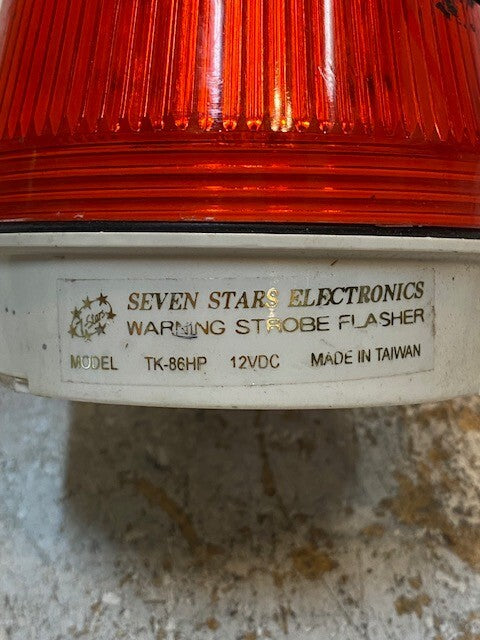 SEVEN STARS ELECTRONICS
WARNING STROBE FLASHER
MODEL TK-86HP 12VDC MADE IN TAIWAN